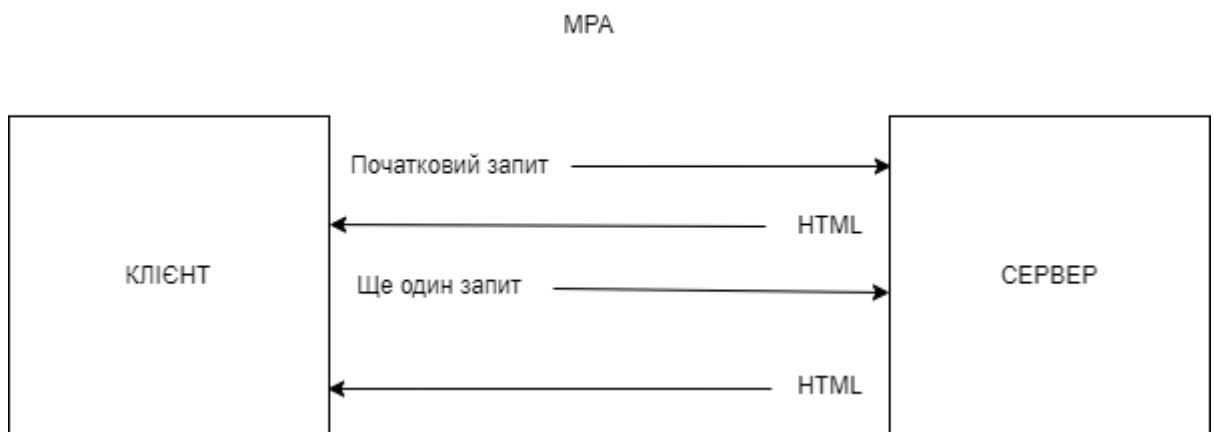 MPA
Початковий запит
HTML
КЛІЄНТ
Ще один запит
СЕРВЕР
HTML